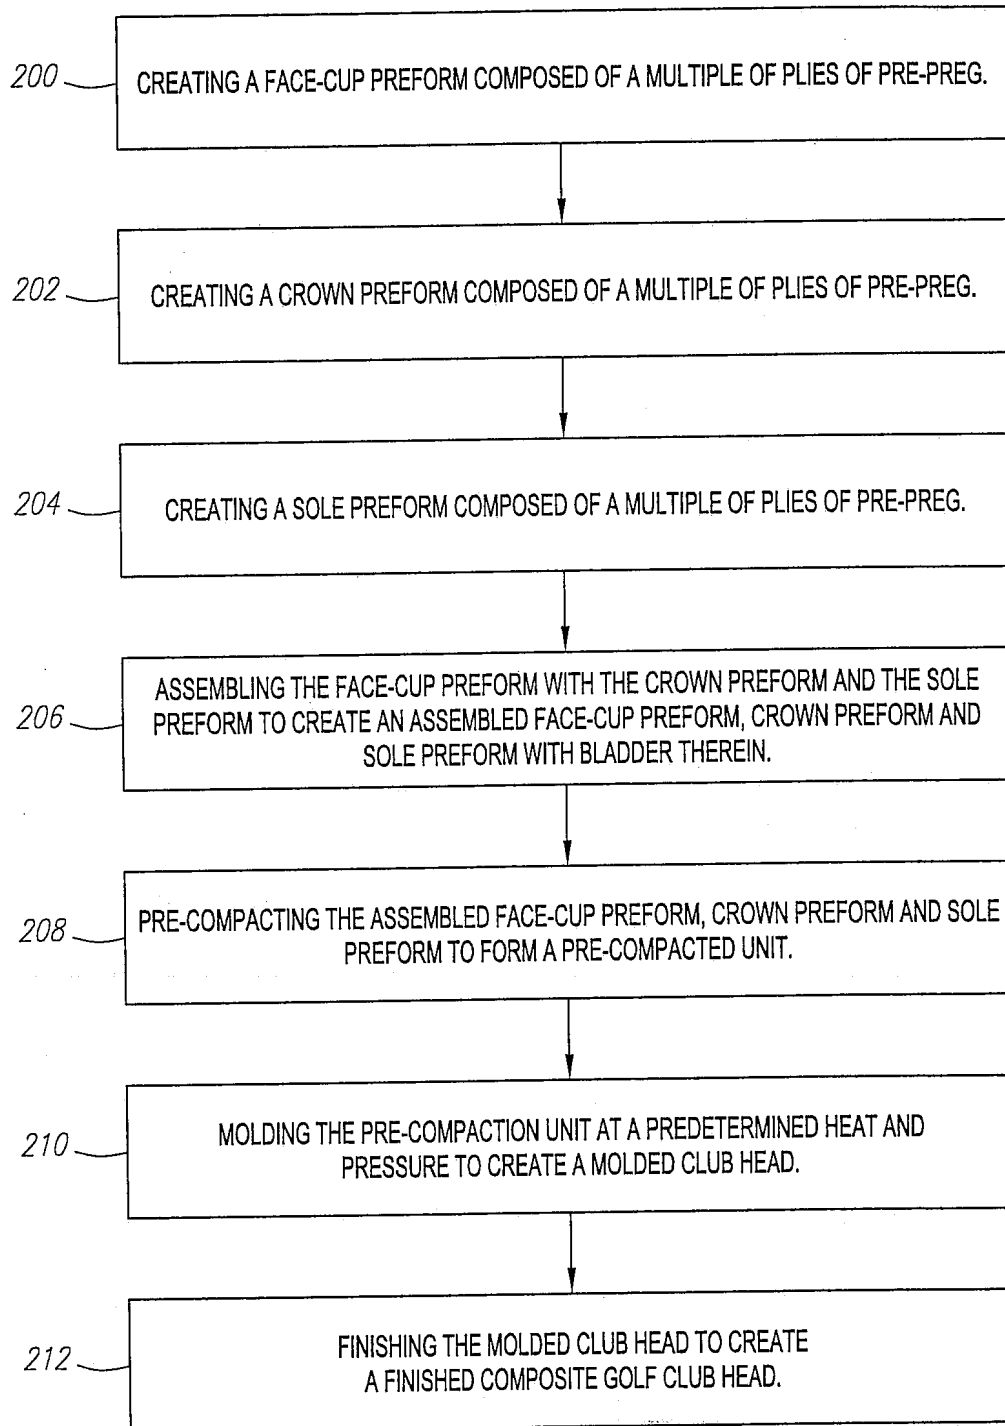 200
CREATING A FACE-CUP PREFORM COMPOSED OF A MULTIPLE OF PLIES OF PRE-PREG.
202
CREATING A CROWN PREFORM COMPOSED OF A MULTIPLE OF PLIES OF PRE-PREG.
204
CREATING A SOLE PREFORM COMPOSED OF A MULTIPLE OF PLIES OF PRE-PREG.
206
ASSEMBLING THE FACE-CUP PREFORM WITH THE CROWN PREFORM AND THE SOLE
PREFORM TO CREATE AN ASSEMBLED FACE-CUP PREFORM, CROWN PREFORM AND
SOLE PREFORM WITH BLADDER THEREIN.
208
PRE-COMPACTING THE ASSEMBLED FACE-CUP PREFORM, CROWN PREFORM AND SOLE
PREFORM TO FORM A PRE-COMPACTED UNIT.
210
MOLDING THE PRE-COMPACTION UNIT AT A PREDETERMINED HEAT AND
PRESSURE TO CREATE A MOLDED CLUB HEAD.
212
FINISHING THE MOLDED CLUB HEAD TO CREATE
A FINISHED COMPOSITE GOLF CLUB HEAD.